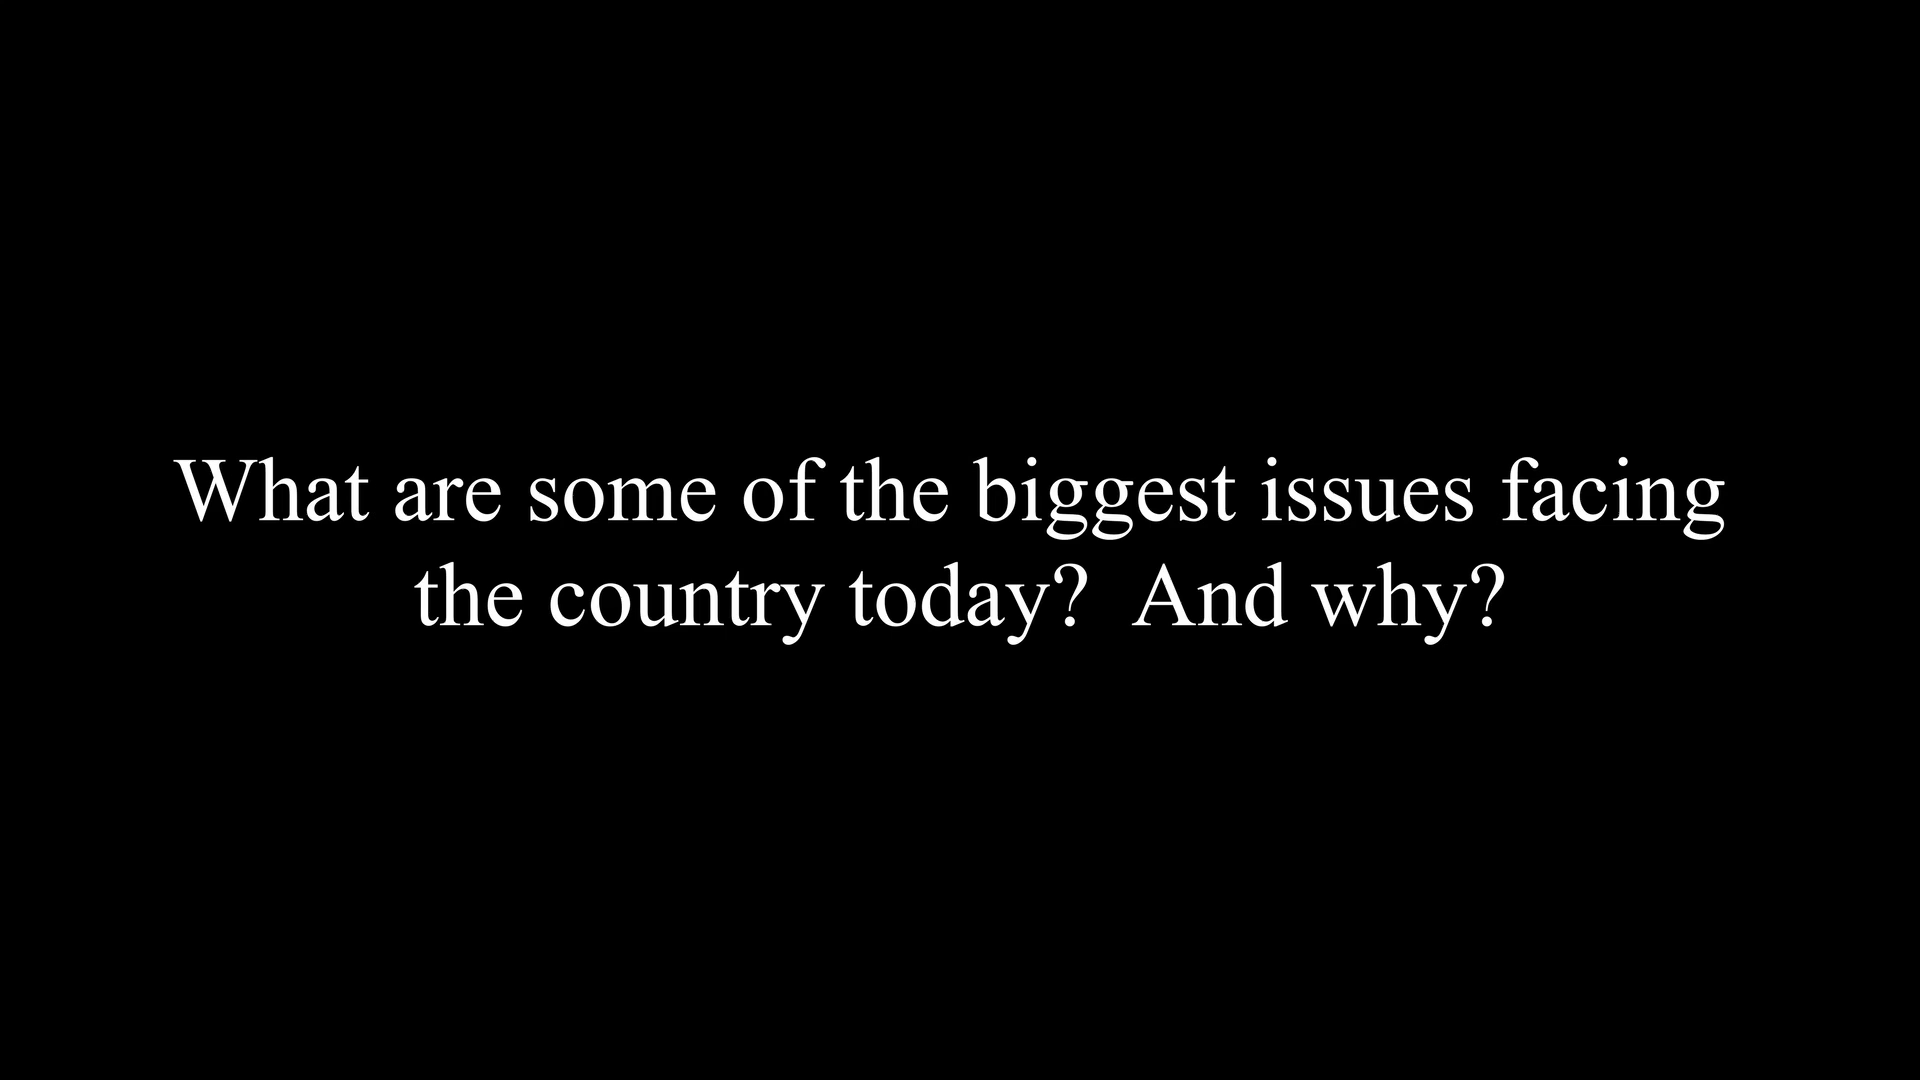 What are some of the biggest issues facing
the country today?  And why?